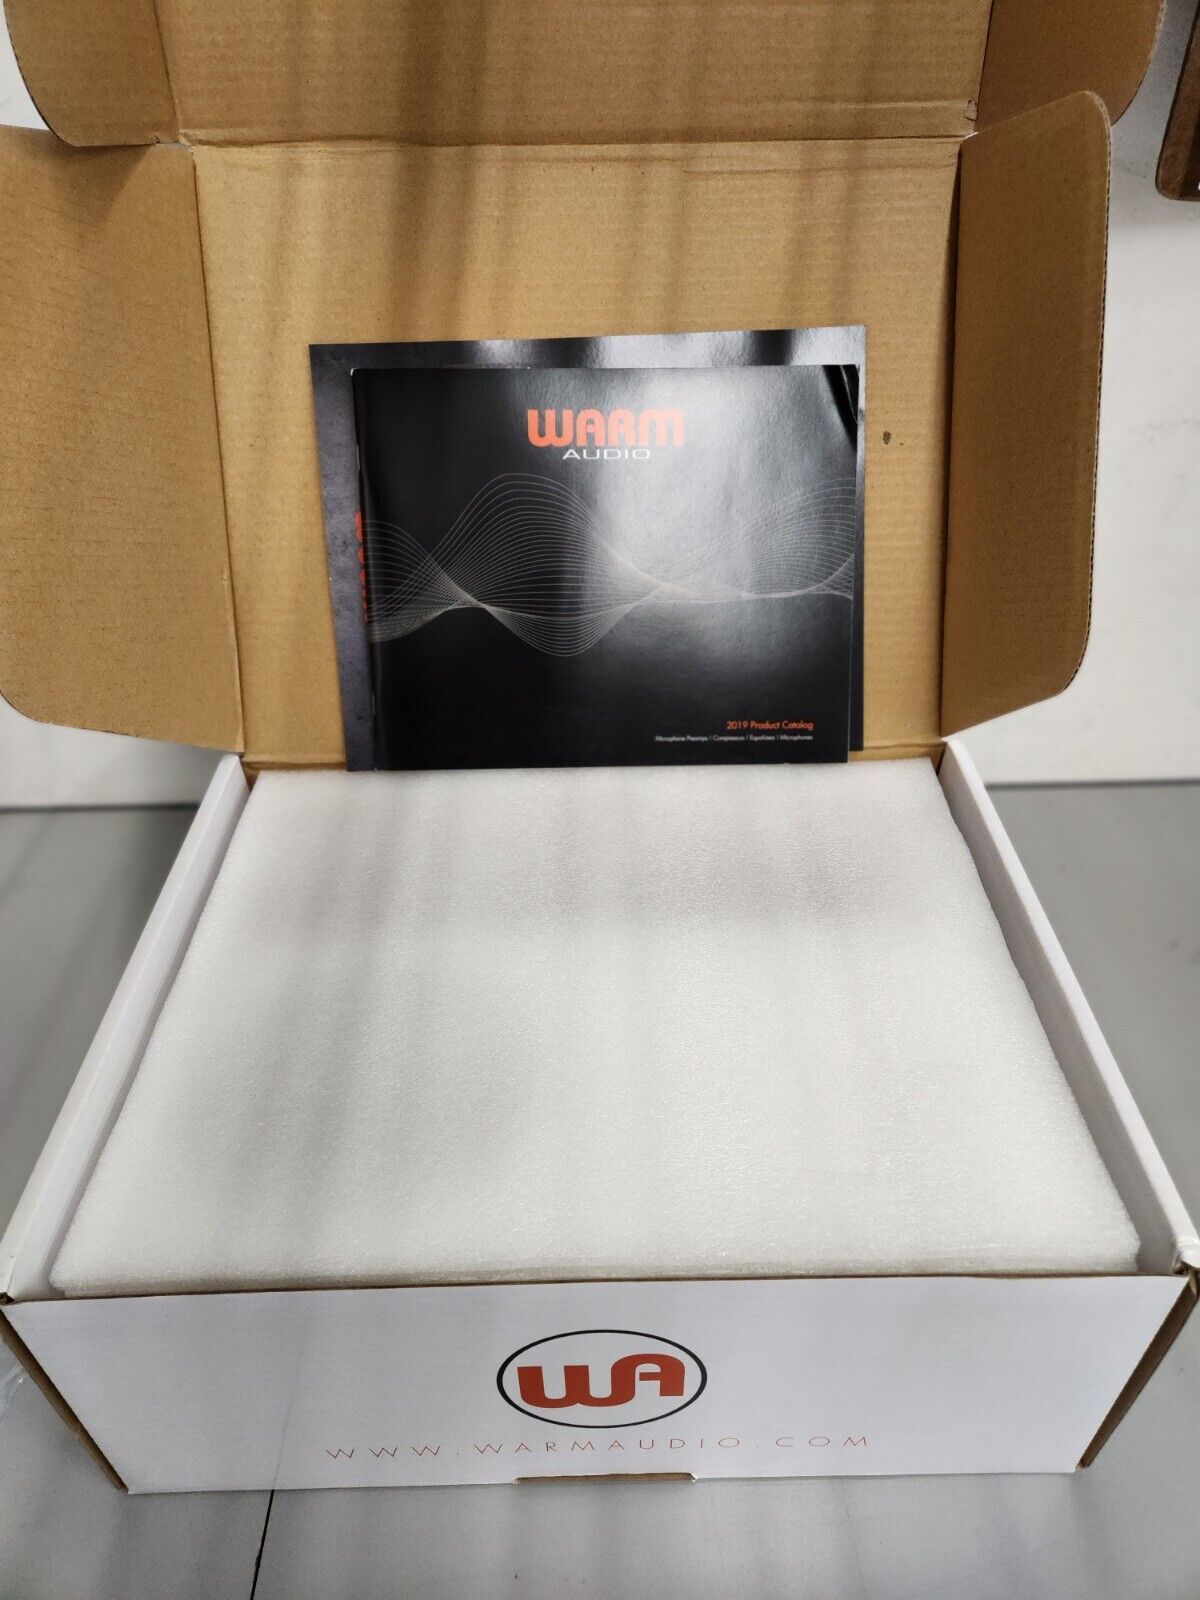 WARM
AUDIO
2019 Product Catalog
Microphone Preamps | Compressors | Equalizers | Microphones
WA
WWW.WARMAUDIO.COM